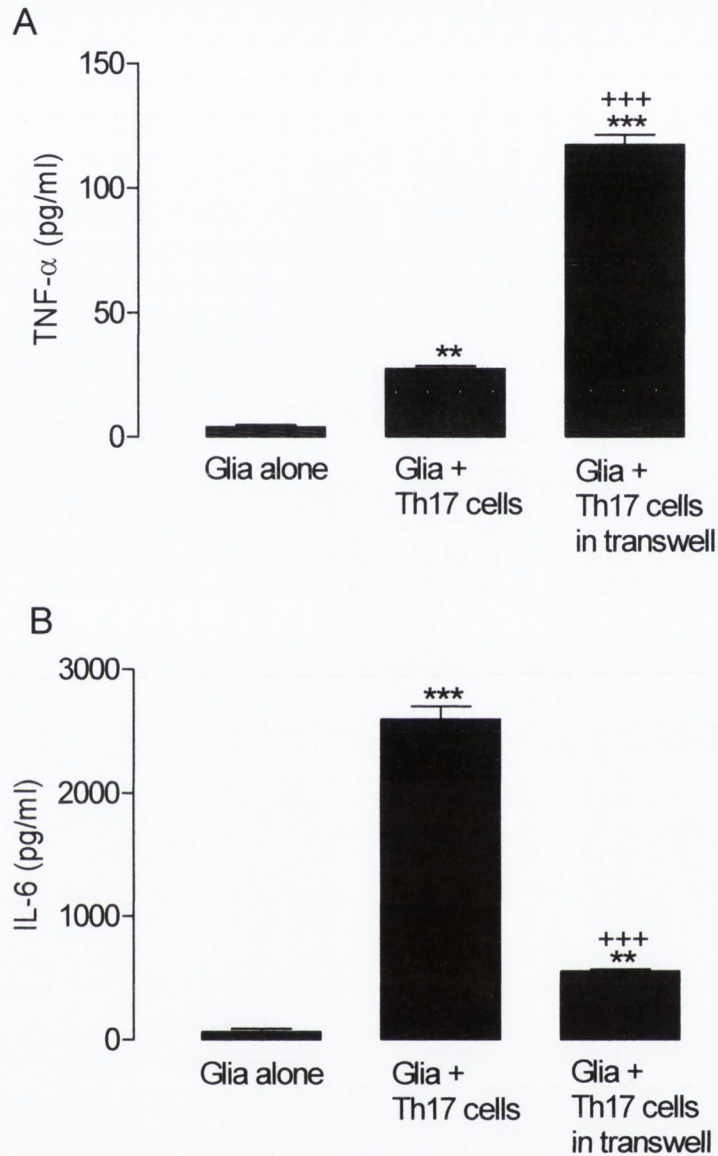 A
TNF-α (pg/ml)
150
100
50
0
**
+++
***
Glia alone
Glia +
Th17 cells
Glia +
Th17 cells
in transwell
B
IL-6 (pg/ml)
3000
2000
1000
0
***
+++
**
Glia alone
Glia +
Th17 cells
Glia +
Th17 cells
in transwell